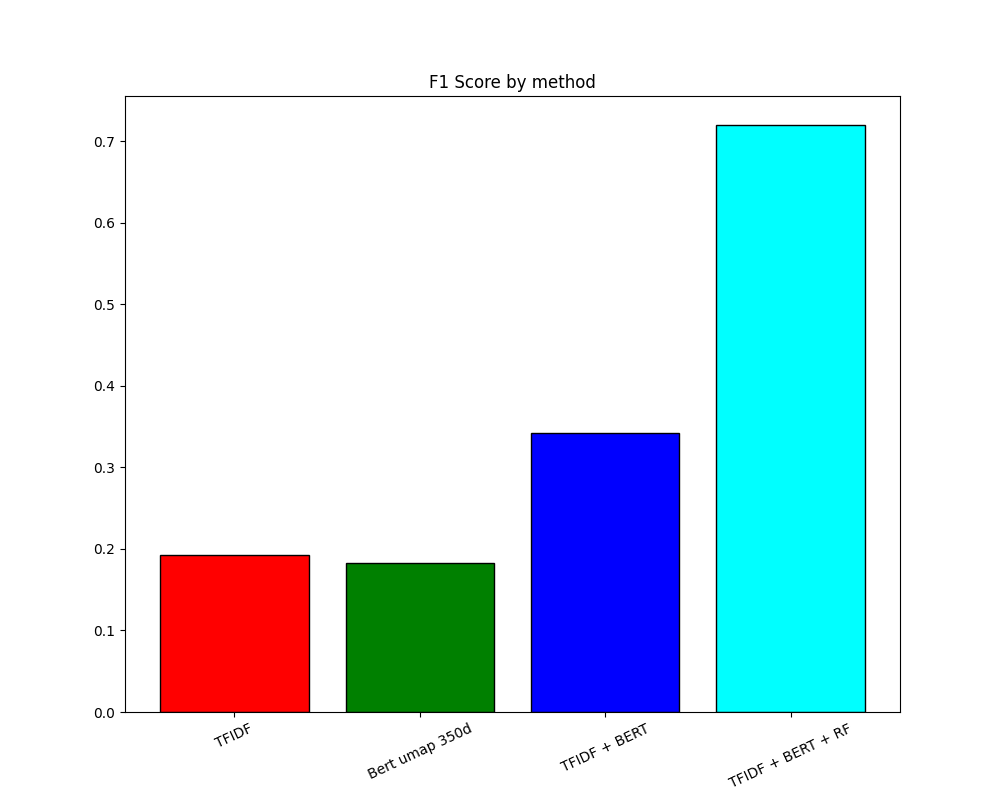 F1 Score by method
0.7
0.6
0.5
0.4
0.3
0.2
0.1
0.0
TFIDF
Bert umap 350d
TFIDF + BERT
TFIDF + BERT + RF